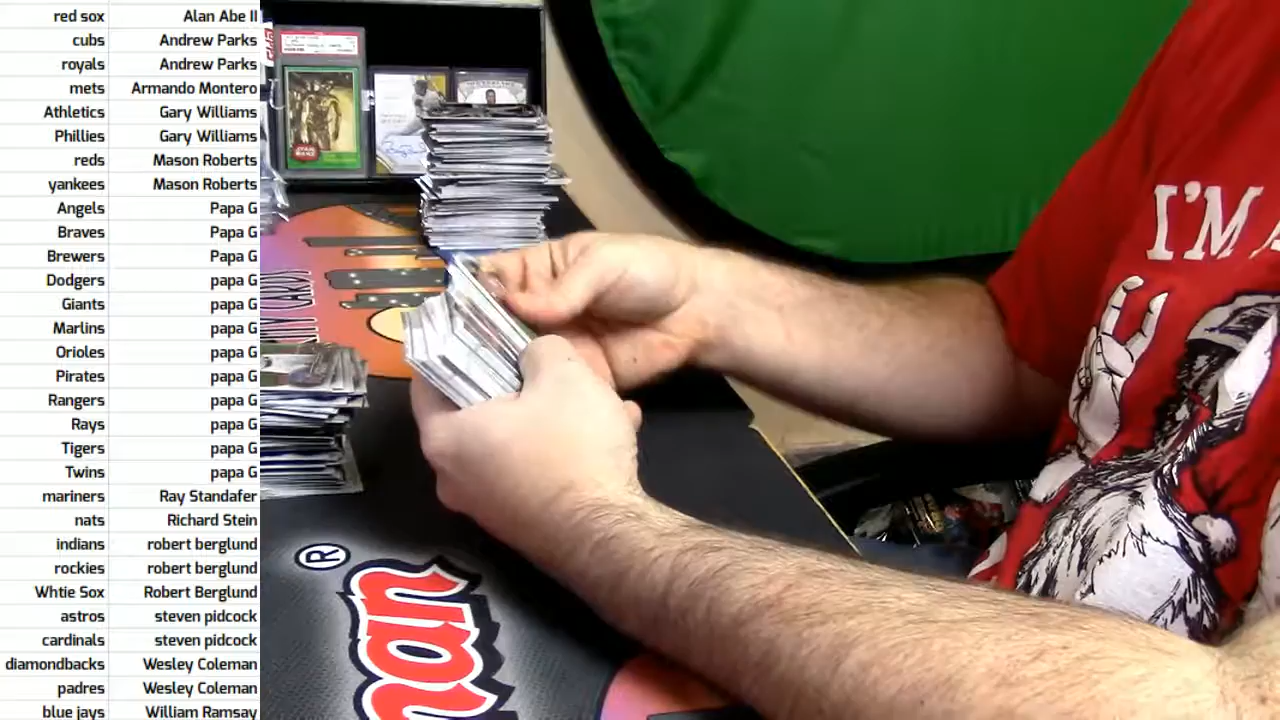 red sox Alan Abe II
cubs Andrew Parks
royals Andrew Parks
mets Armando Montero
Athletics Gary Williams
Phillies Gary Williams
reds Mason Roberts
yankees Mason Roberts
Angels Papa G
Braves Papa G
Brewers Papa G
Dodgers papa G
Giants papa G
Marlins papa G
Orioles papa G
Pirates papa G
Rangers papa G
Rays papa G
Tigers papa G
Twins papa G
mariners Ray Standafer
nats Richard Stein
indians robert berglund
rockies robert berglund
Whtie Sox Robert Berglund
astros steven pidcock
cardinals steven pidcock
diamondbacks Wesley Coleman
padres Wesley Coleman
blue jays William Ramsay
I'M
®
man